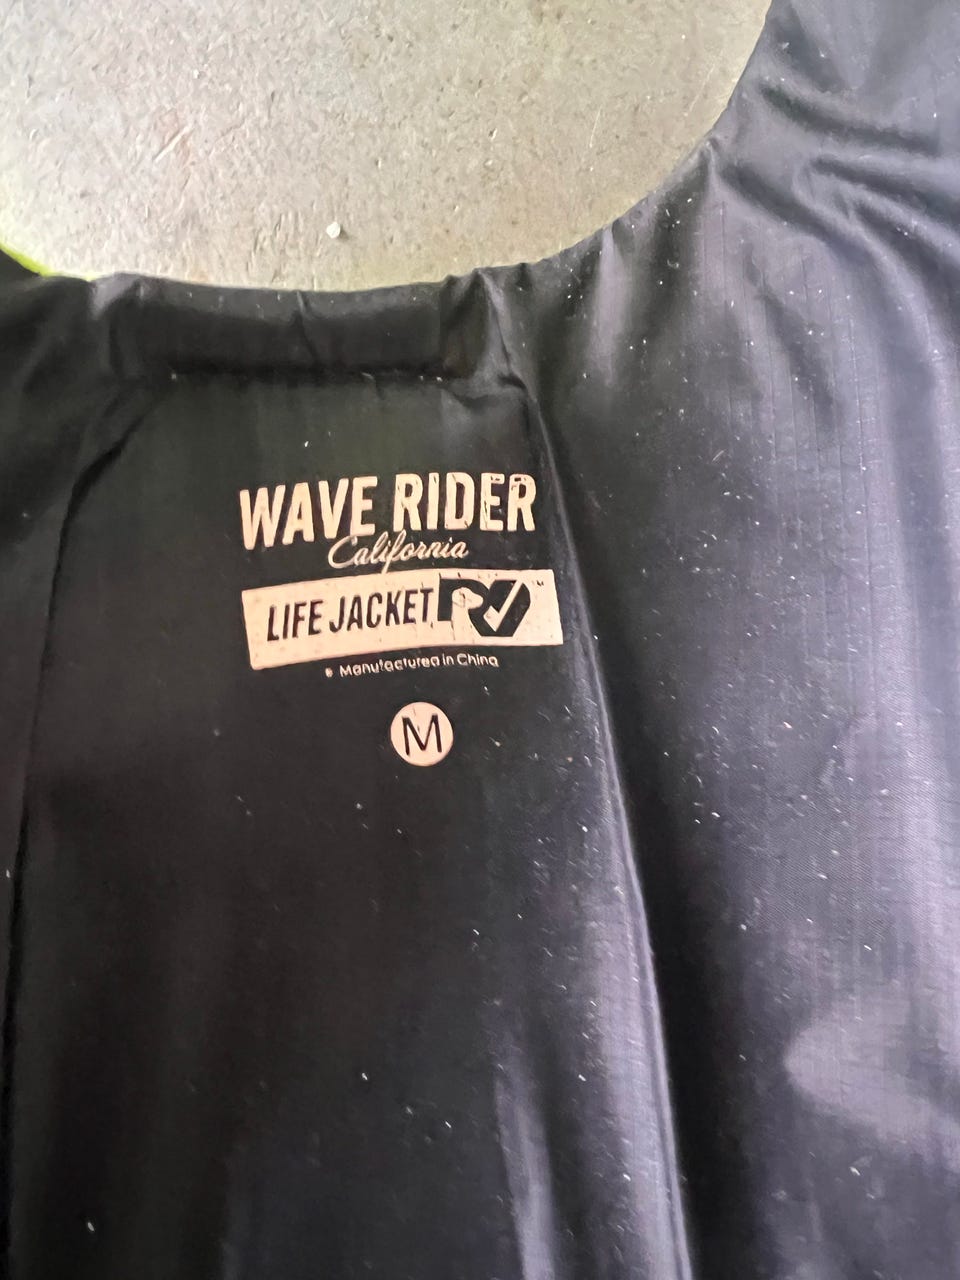 WAVE RIDER
California
LIFE JACKET
Manufactured in China
M